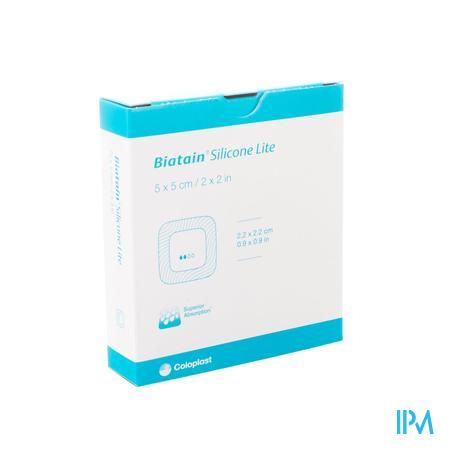 Biatain® Silicone Lite
5 x 5 cm / 2 x 2 in
2.2 x 2.2 cm
0.9 x 0.9 in
Superior
Absorption
Coloplast
Biatain® Silicone Lite
IPM